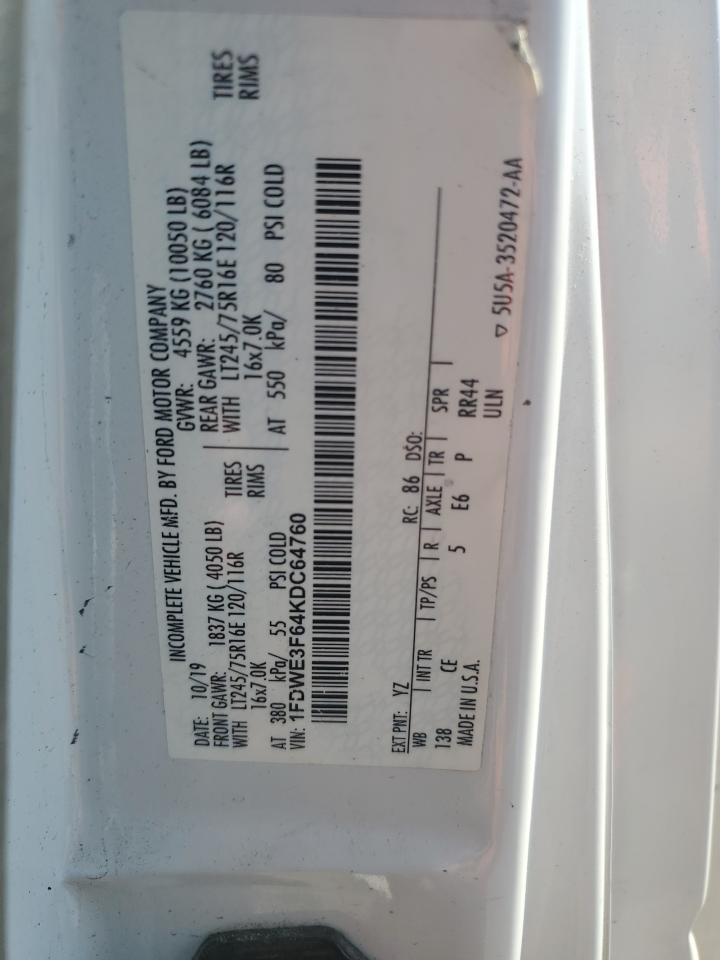 INCOMPLETE VEHICLE MFD. BY FORD MOTOR COMPANY
DATE: 10/19 GVWR: 4559 KG (10050 LB)
FRONT GAWR: 1837 KG ( 4050 LB) REAR GAWR: 2760 KG ( 6084 LB)
WITH LT245/75R16E 120/116R TIRES WITH LT245/75R16E 120/116R TIRES
16x7.0K RIMS 16x7.0K RIMS
AT 380 kPa/ 55 PSI COLD AT 550 kPa/ 80 PSI COLD
VIN: 1FDWE3F64KDC64760
EXT PNT: YZ RC: 86 DSO:
WB INT TR TP/PS R AXLE TR SPR
138 CE 5 E6 P RR44
MADE IN U.S.A. ULN
▽ 5U5A-3520472-AA